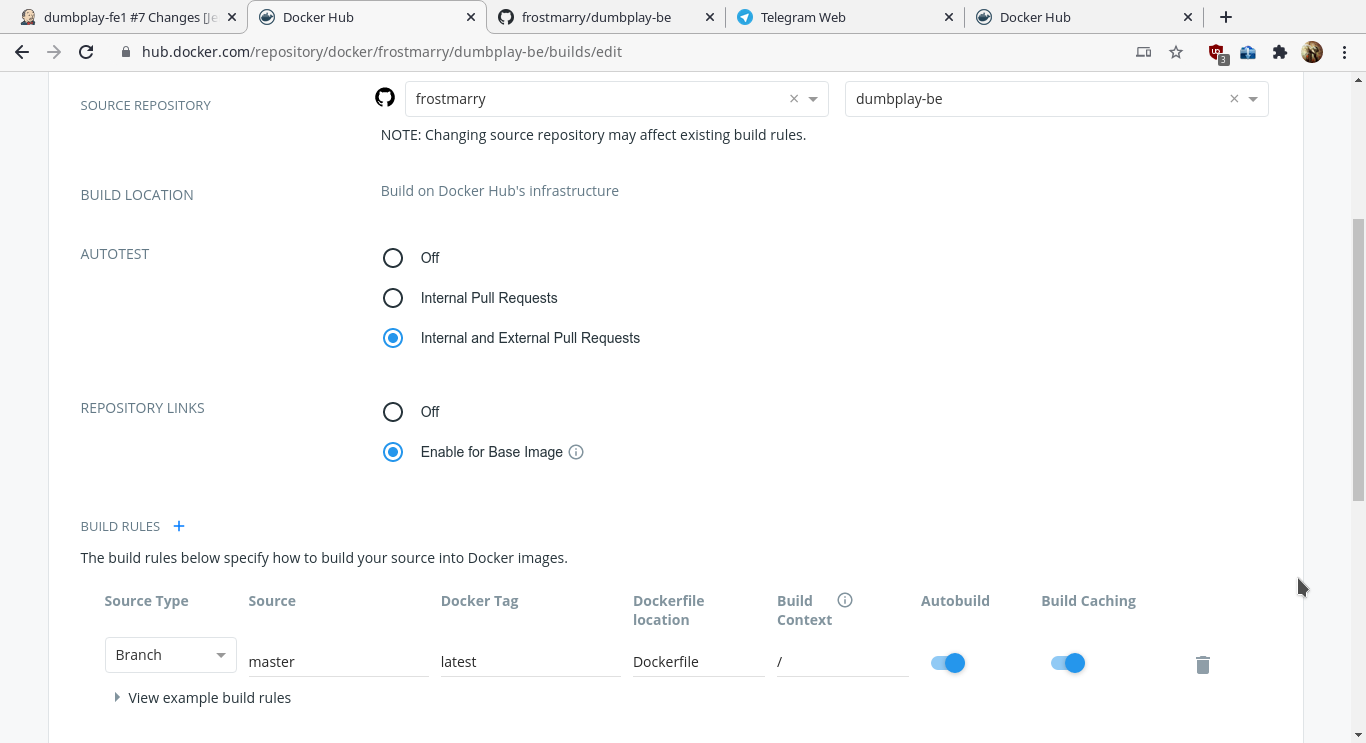 dumbplay-fe1 #7 Changes [Je
Docker Hub
frostmarry/dumbplay-be
Telegram Web
Docker Hub
hub.docker.com/repository/docker/frostmarry/dumbplay-be/builds/edit
3
SOURCE REPOSITORY
frostmarry
dumbplay-be
NOTE: Changing source repository may affect existing build rules.
BUILD LOCATION
Build on Docker Hub's infrastructure
AUTOTEST
Off
Internal Pull Requests
Internal and External Pull Requests
REPOSITORY LINKS
Off
Enable for Base Image
BUILD RULES +
The build rules below specify how to build your source into Docker images.
Source Type
Source
Docker Tag
Dockerfile
location
Build
Context
Autobuild
Build Caching
Branch
master
latest
Dockerfile
/
View example build rules